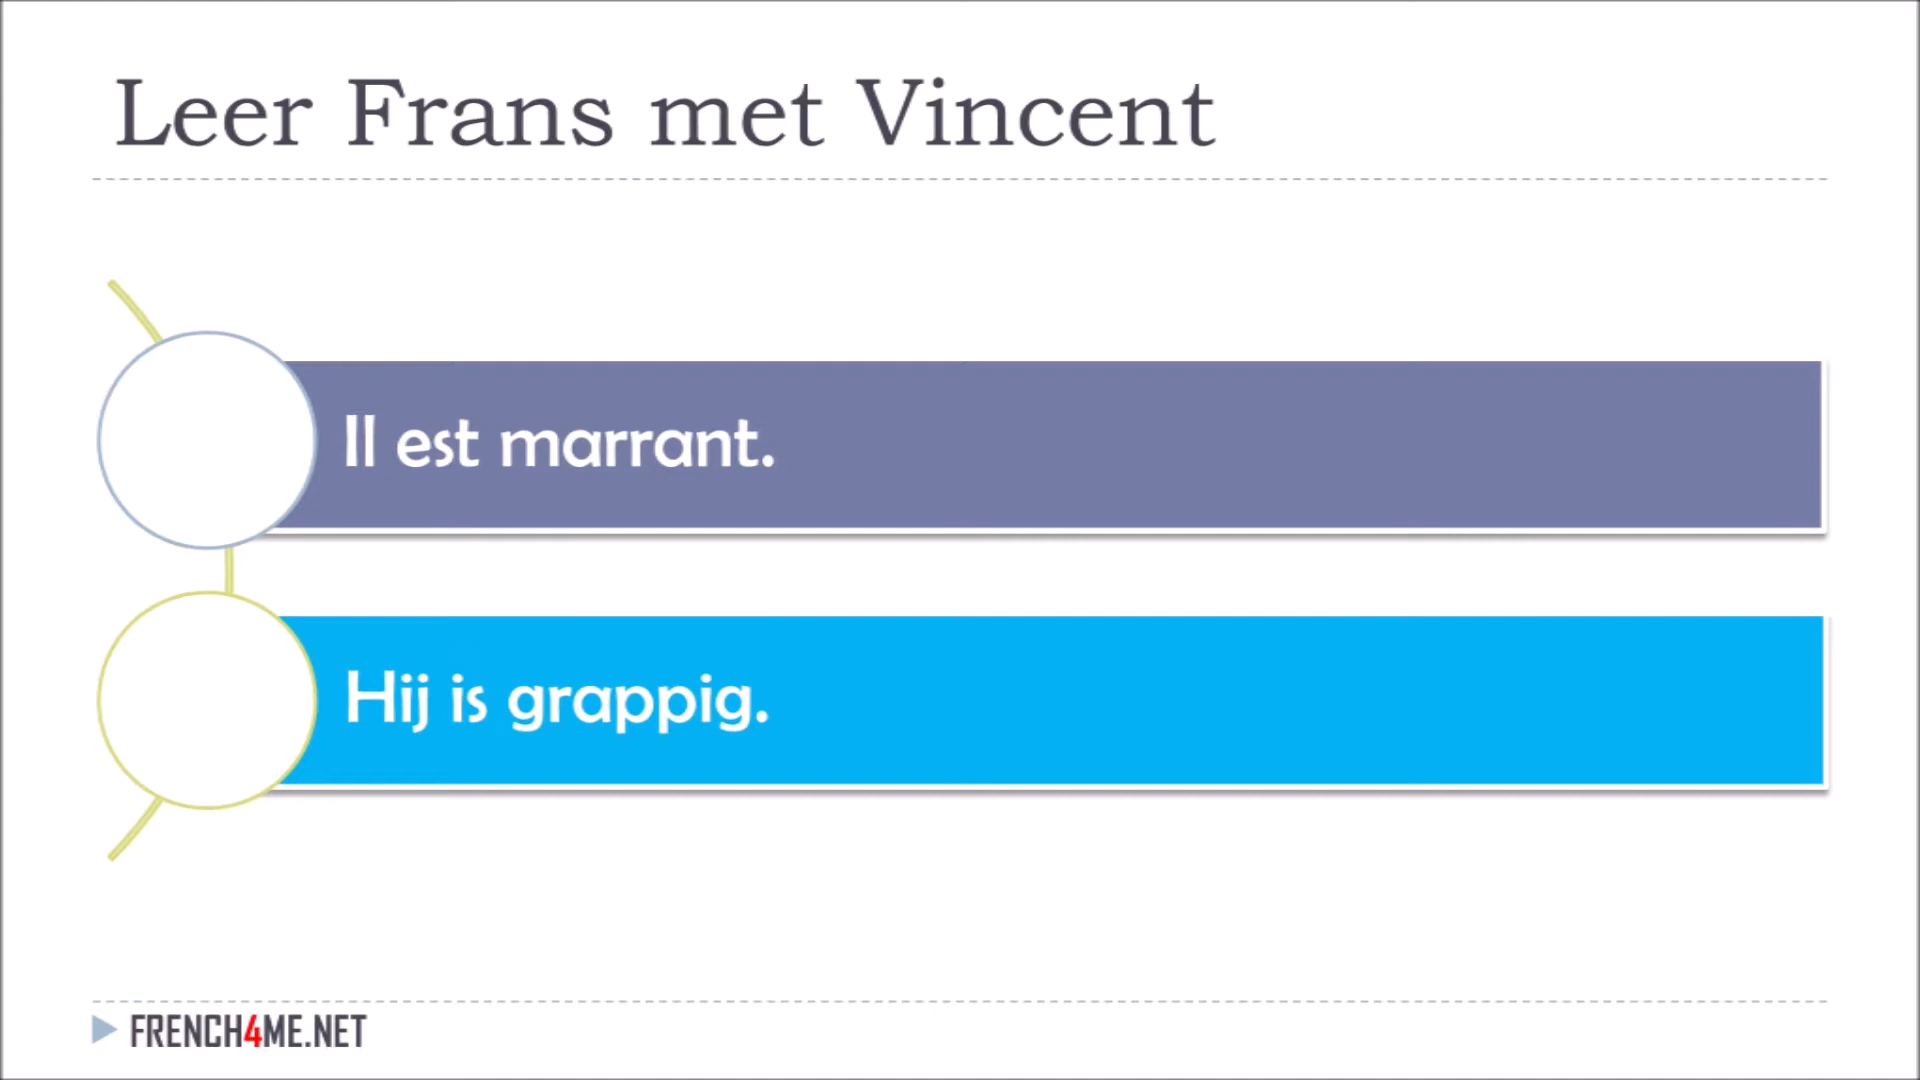 Leer Frans met Vincent
Il est marrant.
Hij is grappig.
FRENCH4ME.NET